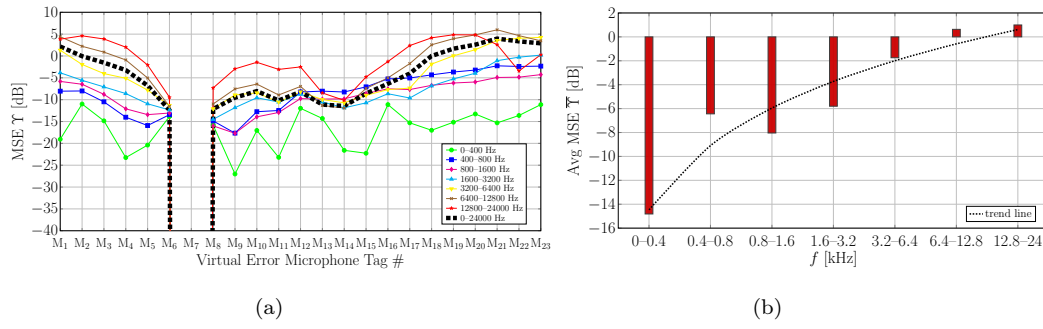 10
5
0
−5
−10
−15
−20
−25
−30
−35
−40
MSE ϒ [dB]
0–400 Hz
400–800 Hz
800–1600 Hz
1600–3200 Hz
3200–6400 Hz
6400–12800 Hz
12800–24000 Hz
0–24000 Hz
M1 M2 M3 M4 M5 M6 M7 M8 M9 M10 M11 M12 M13 M14 M15 M16 M17 M18 M19 M20 M21 M22 M23
Virtual Error Microphone Tag #
(a)
2
0
−2
−4
−6
−8
−10
−12
−14
−16
Avg MSE ϒ̅ [dB]
trend line
0–0.4 0.4–0.8 0.8–1.6 1.6–3.2 3.2–6.4 6.4–12.8 12.8–24
f [kHz]
(b)